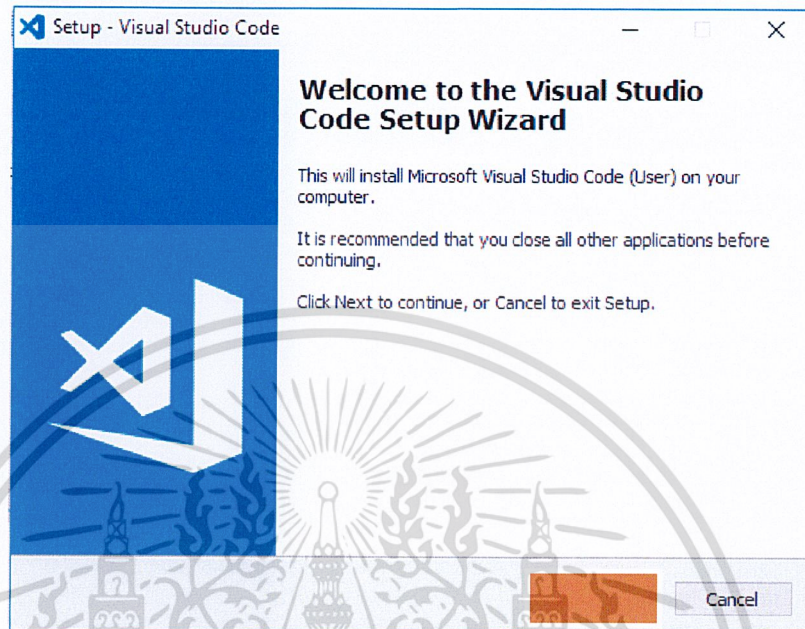 Setup - Visual Studio Code
Welcome to the Visual Studio
Code Setup Wizard
This will install Microsoft Visual Studio Code (User) on your
computer.
It is recommended that you close all other applications before
continuing.
Click Next to continue, or Cancel to exit Setup.
Cancel